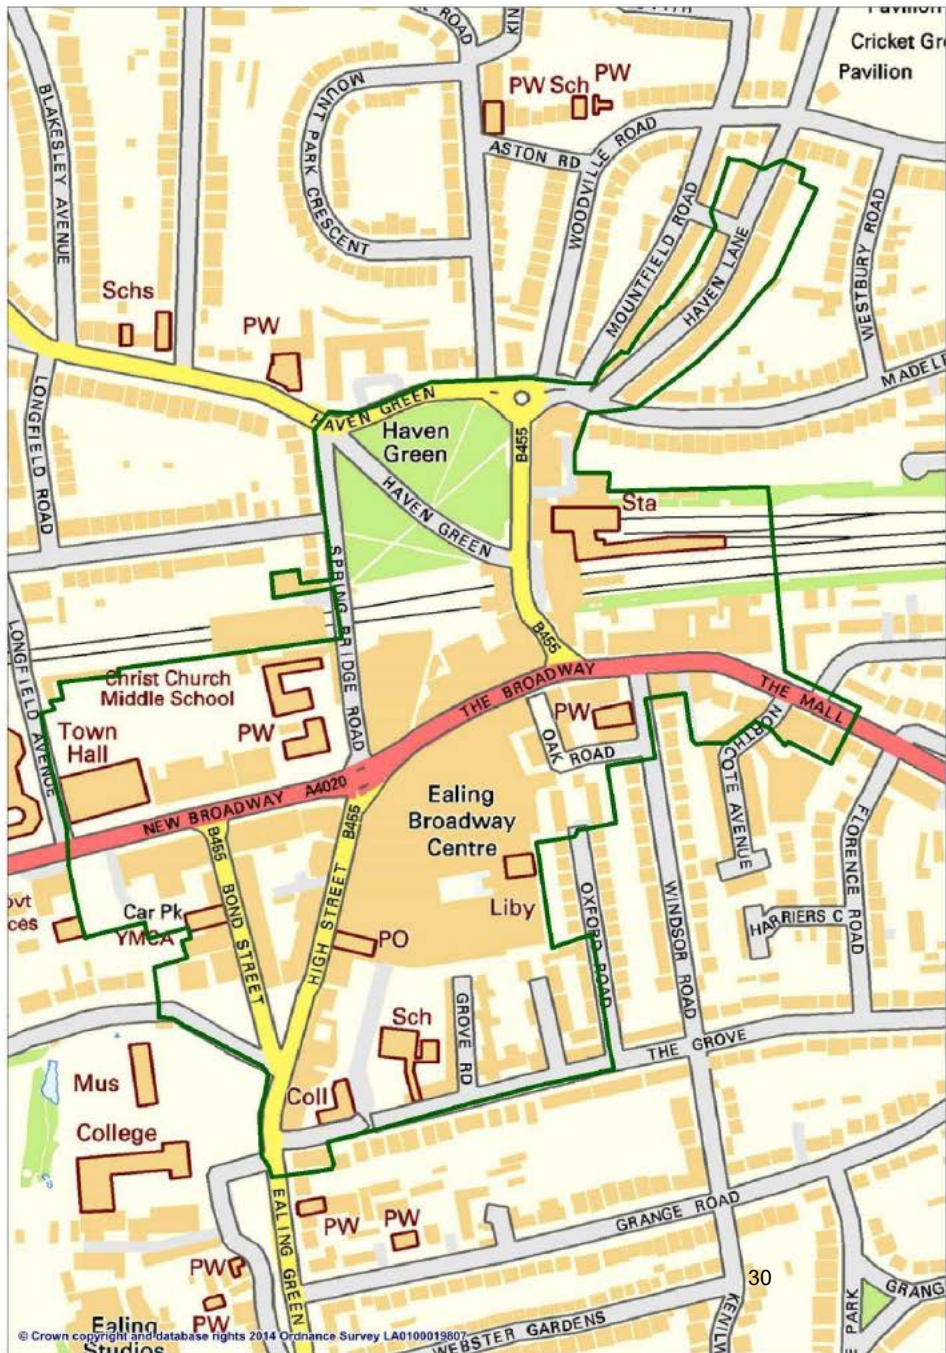 Cricket Gr
Pavilion
ROAD
KIN
PW Sch PW
BLAKESLEY AVENUE
MOUNT PARK CRESCENT
ASTON RD
WOODVILLE ROAD
MOUNTFIELD ROAD
HAVEN LANE
WESTBURY ROAD
Schs
PW
LONGFIELD ROAD
HAVEN GREEN
Haven
Green
MADEL
B455
HAVEN GREEN
Sta
SPRING BRIDGE ROAD
B455
LONGFIELD AVENUE
Christ Church
Middle School
THE BROADWAY
THE MALL
PW
Town
Hall
PW
OAK ROAD
NORTHCOTE AVENUE
NEW BROADWAY A4020
B455
B455
Ealing
Broadway
Centre
FLORENCE ROAD
Liby
OXFORD ROAD
WINDSOR ROAD
HARRIERS C
ovt
ces
Car Pk
YMCA
BOND STREET
HIGH STREET
PO
Sch
GROVE RD
THE GROVE
Mus
Coll
College
EALING GREEN
PW
PW
GRANGE ROAD
PW
PW
30
KENILW
E PARK
GRANG
Ealing
Studios
WEBSTER GARDENS
© Crown copyright and database rights 2014 Ordnance Survey LA0100019807